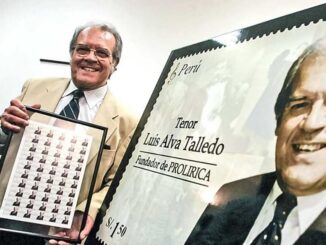 Perú
Tenor
Luis Alva Talledo
Fundador de PROLIRICA
S/.1.50